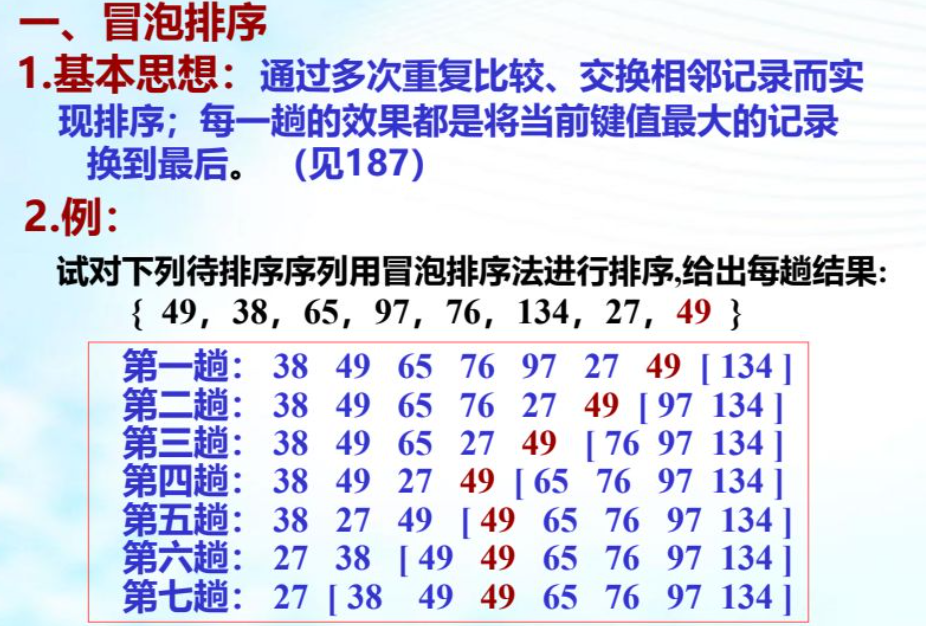 一、冒泡排序
1.基本思想：通过多次重复比较、交换相邻记录而实
现排序；每一趟的效果都是将当前键值最大的记录
换到最后。 （见187）
2.例：
试对下列待排序序列用冒泡排序法进行排序,给出每趟结果:
{ 49，38，65，97，76，134，27，49 }
第一趟： 38 49 65 76 97 27 49 [ 134 ]
第二趟： 38 49 65 76 27 49 [ 97 134 ]
第三趟： 38 49 65 27 49 [ 76 97 134 ]
第四趟： 38 49 27 49 [ 65 76 97 134 ]
第五趟： 38 27 49 [ 49 65 76 97 134 ]
第六趟： 27 38 [ 49 49 65 76 97 134 ]
第七趟： 27 [ 38 49 49 65 76 97 134 ]